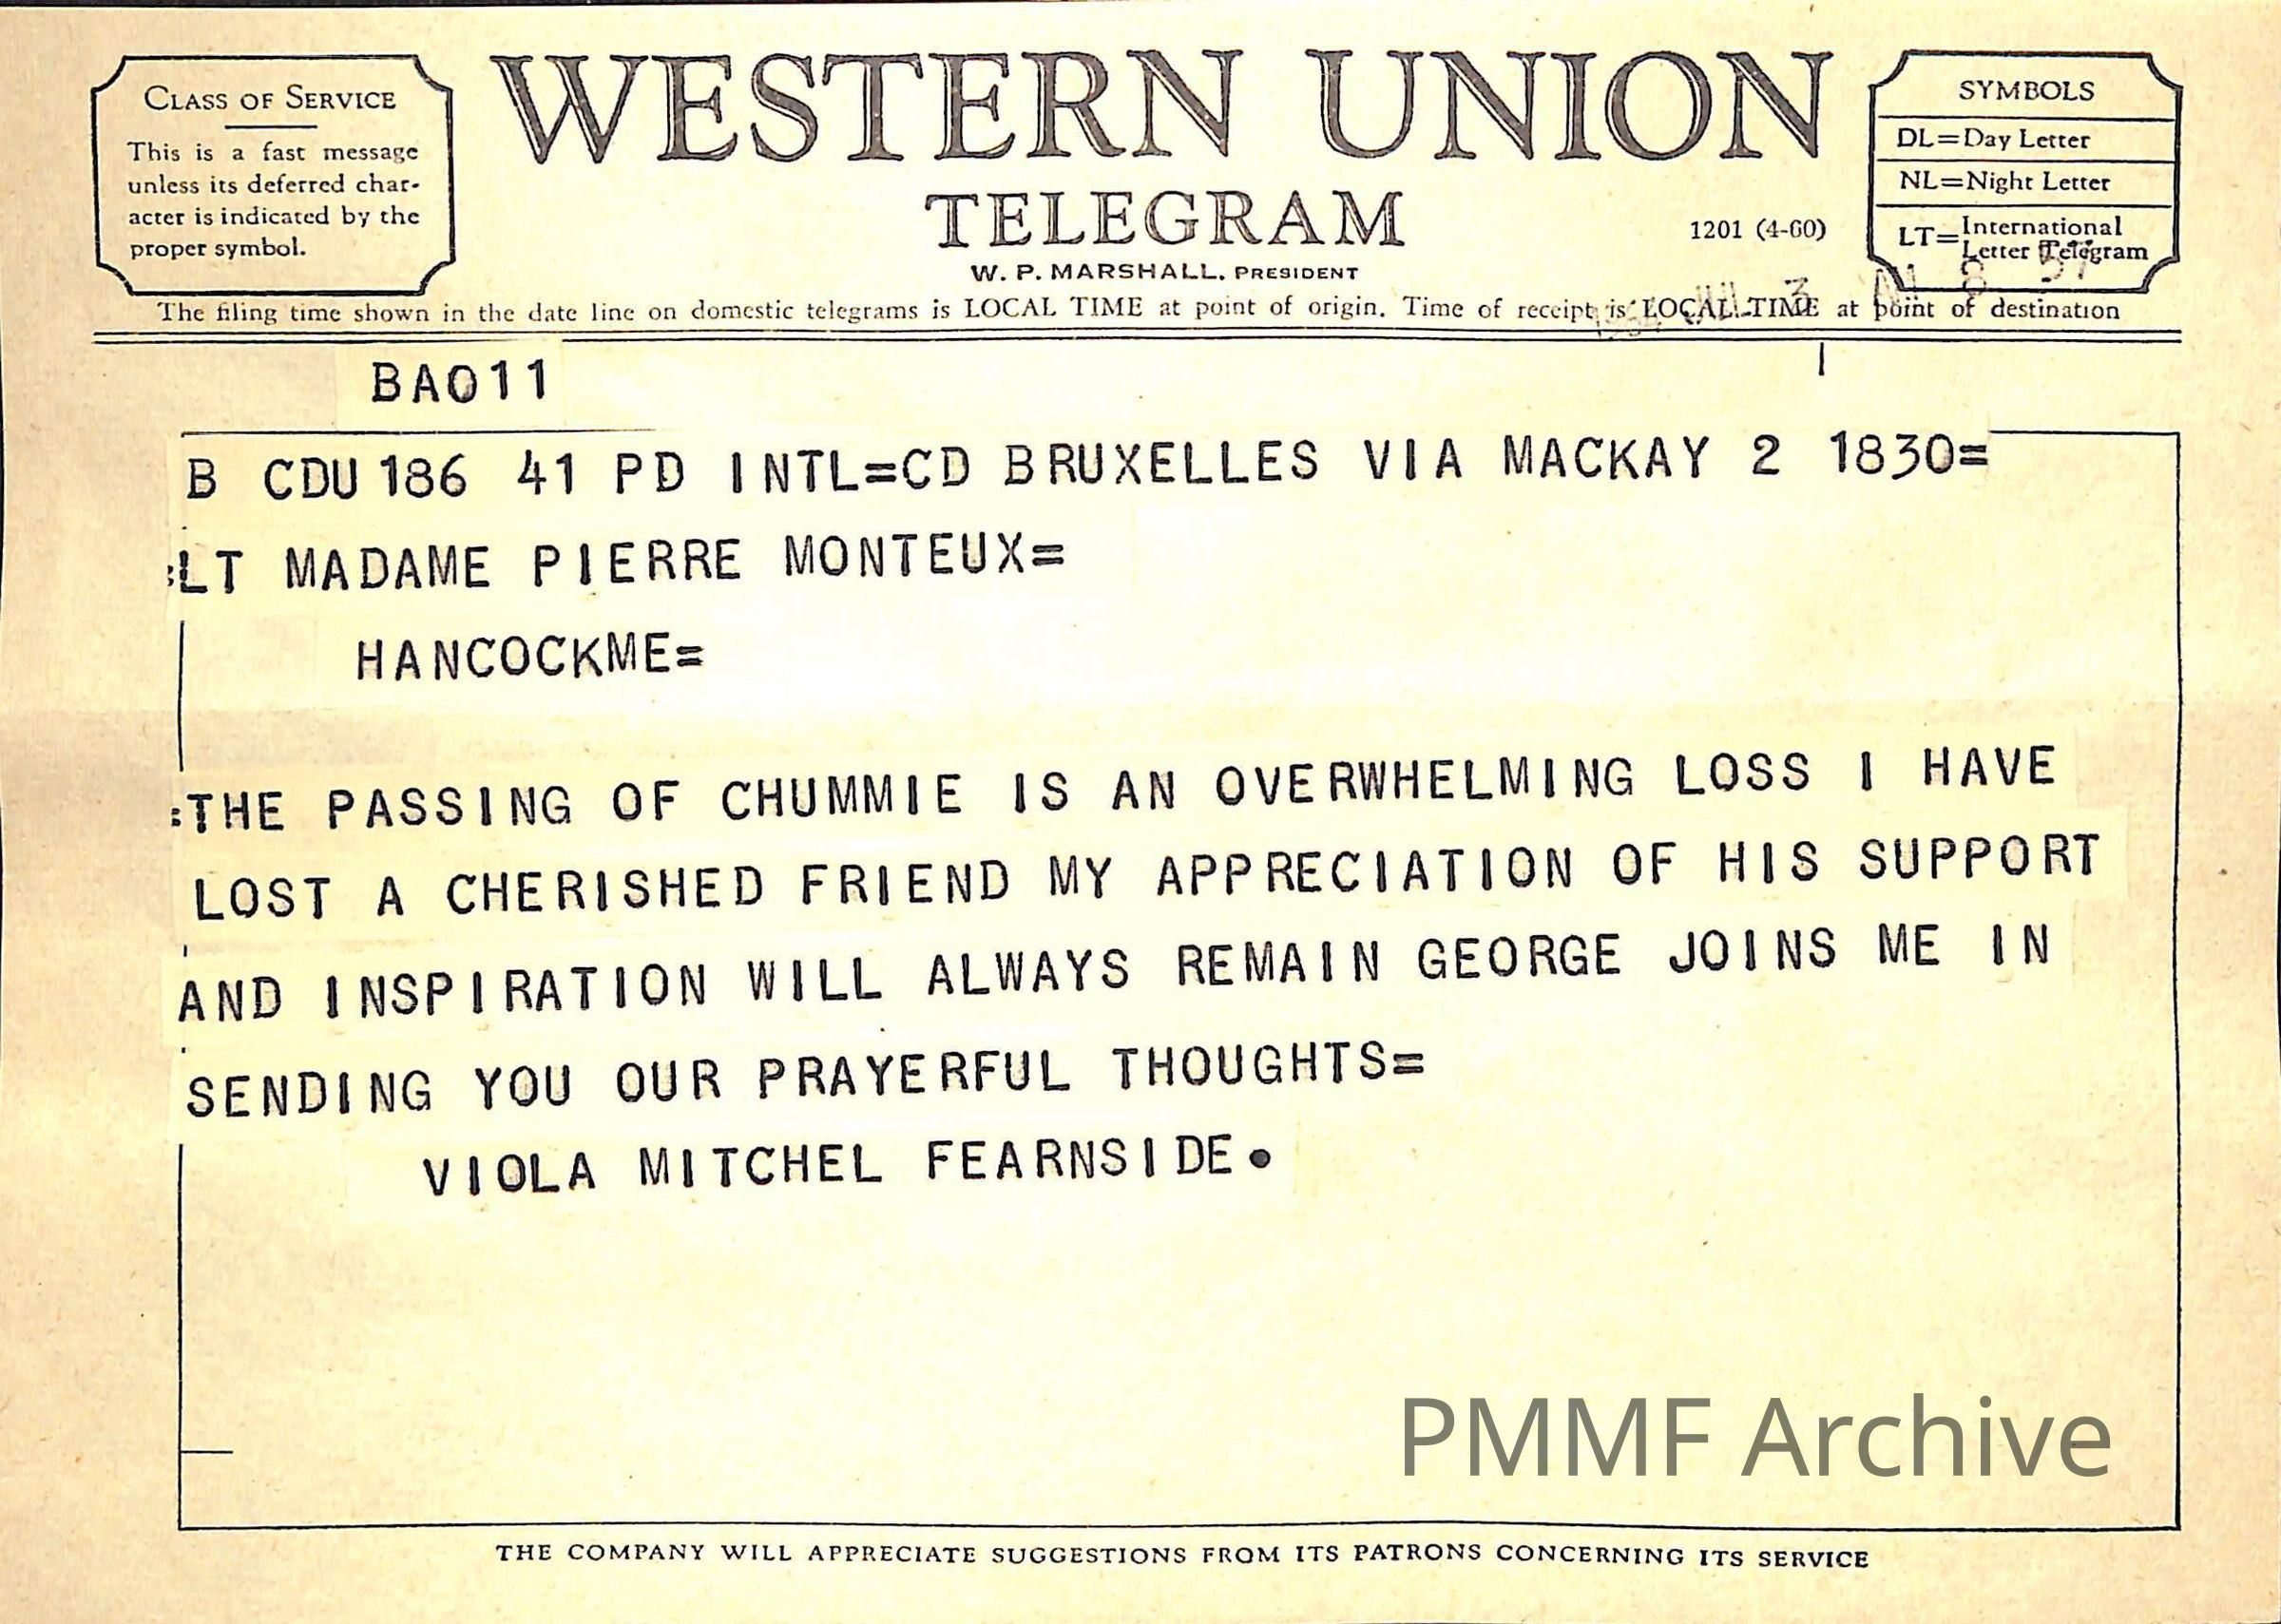 CLASS OF SERVICE
This is a fast message
unless its deferred char-
acter is indicated by the
proper symbol.
WESTERN UNION
TELEGRAM
W. P. MARSHALL, PRESIDENT
1201 (4-60)
SYMBOLS
DL=Day Letter
NL=Night Letter
LT=International
Letter Telegram
The filing time shown in the date line on domestic telegrams is LOCAL TIME at point of origin. Time of receipt is LOCAL TIME at point of destination
BA011
B CDU186 41 PD INTL=CD BRUXELLES VIA MACKAY 2 1830=
:LT MADAME PIERRE MONTEUX=
HANCOCKME=
:THE PASSING OF CHUMMIE IS AN OVERWHELMING LOSS I HAVE
LOST A CHERISHED FRIEND MY APPRECIATION OF HIS SUPPORT
AND INSPIRATION WILL ALWAYS REMAIN GEORGE JOINS ME IN
SENDING YOU OUR PRAYERFUL THOUGHTS=
VIOLA MITCHEL FEARNSIDE.
PMMF Archive
THE COMPANY WILL APPRECIATE SUGGESTIONS FROM ITS PATRONS CONCERNING ITS SERVICE